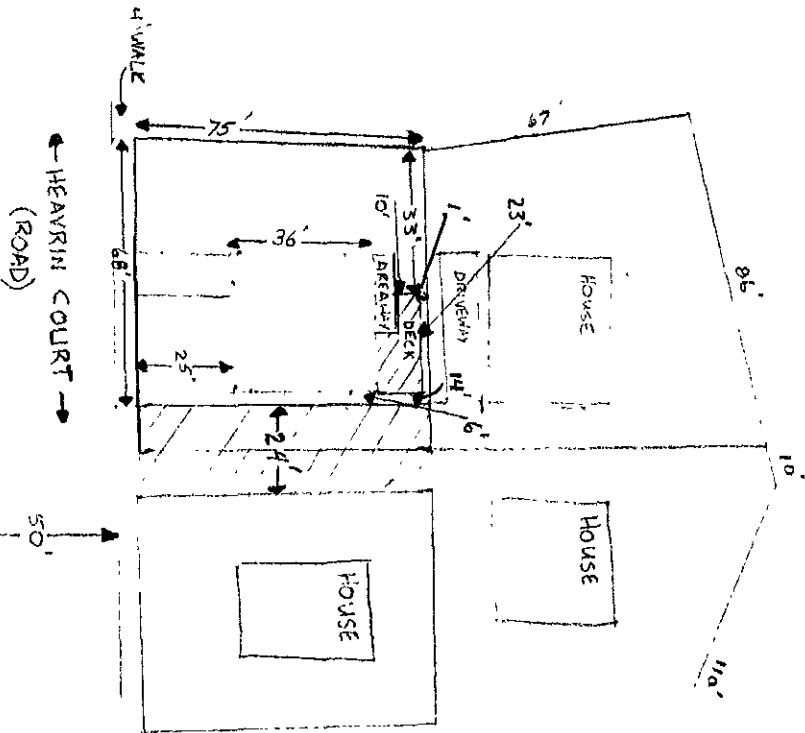 4' WALK
← HEAVRIN COURT →
(ROAD)
75'
67'
86'
10'
110'
68'
33'
10'
1'
23'
36'
AREAWAY
DECK
DRIVEWAY
HOUSE
25'
14'
6'
24'
50'
HOUSE
HOUSE